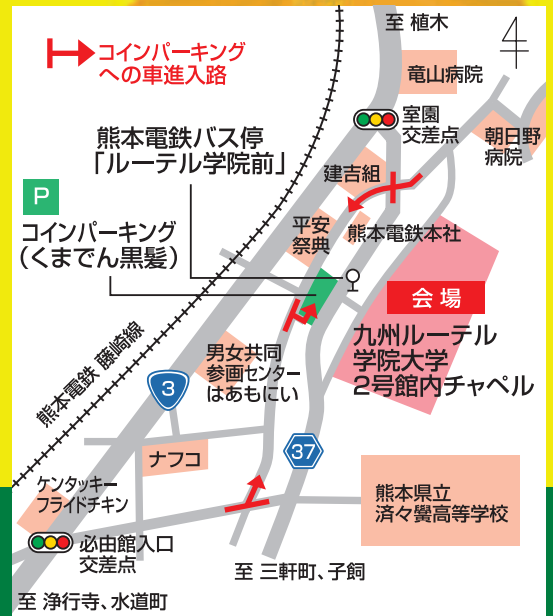 至 植木
コインパーキング
への車進入路
竜山病院
室園
交差点
朝日野
病院
熊本電鉄バス停
「ルーテル学院前」
建吉組
P
コインパーキング
（くまでん黒髪）
平安
祭典
熊本電鉄本社
会場
九州ルーテル
学院大学
2号館内チャペル
熊本電鉄 藤崎線
男女共同
参画センター
はあもにい
3
37
ナフコ
ケンタッキー
フライドチキン
熊本県立
済々黌高等学校
必由館入口
交差点
至 三軒町、子飼
至 浄行寺、水道町